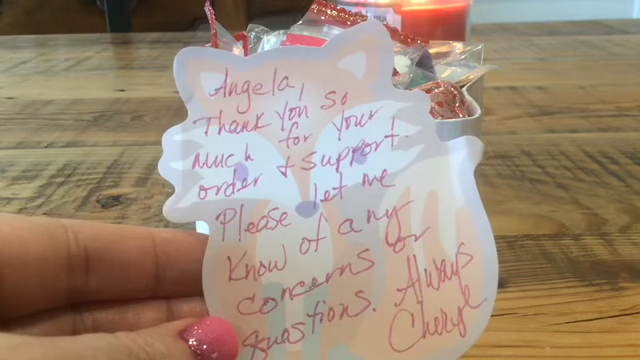 Angela,
Thank you so
much for your
order & support.
Please let me
know of any
concerns or
questions. Always
Cheryl